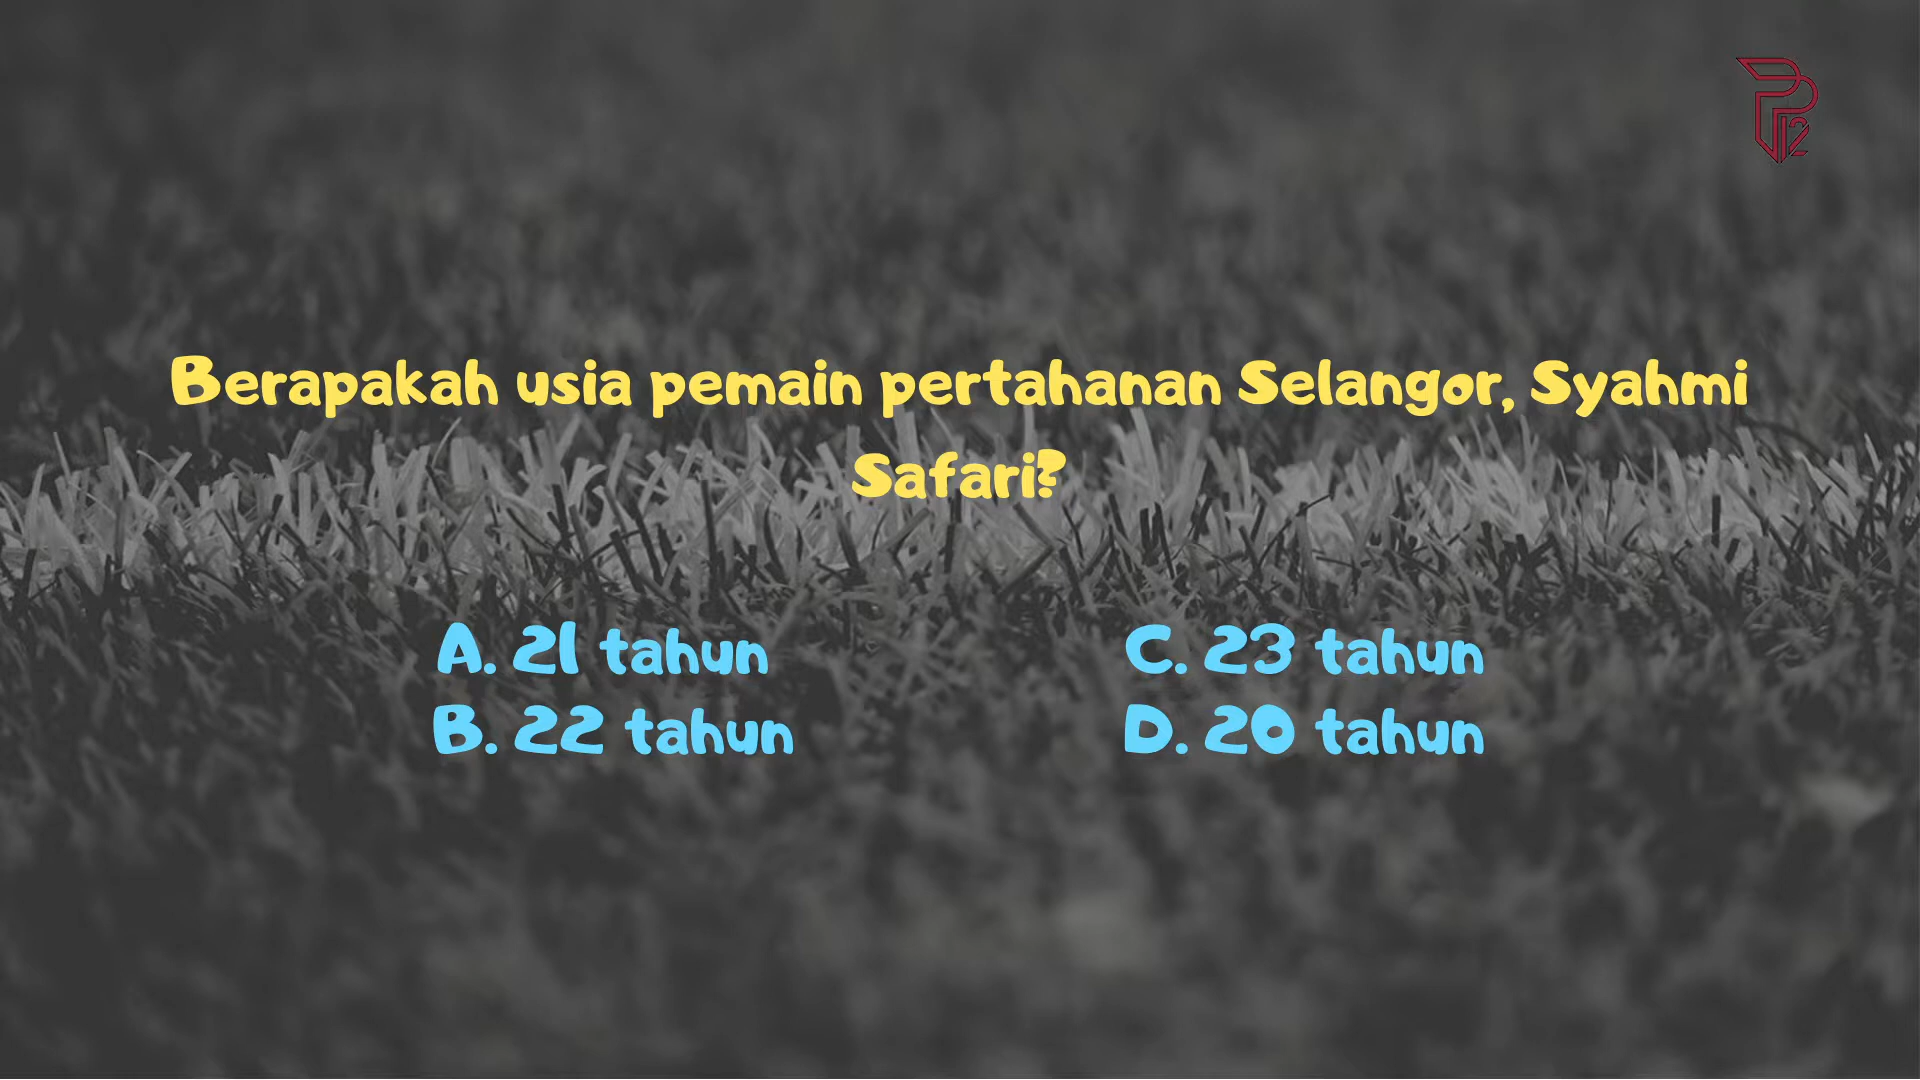 Berapakah usia pemain pertahanan Selangor, Syahmi
Safari?
A. 21 tahun
B. 22 tahun
C. 23 tahun
D. 20 tahun